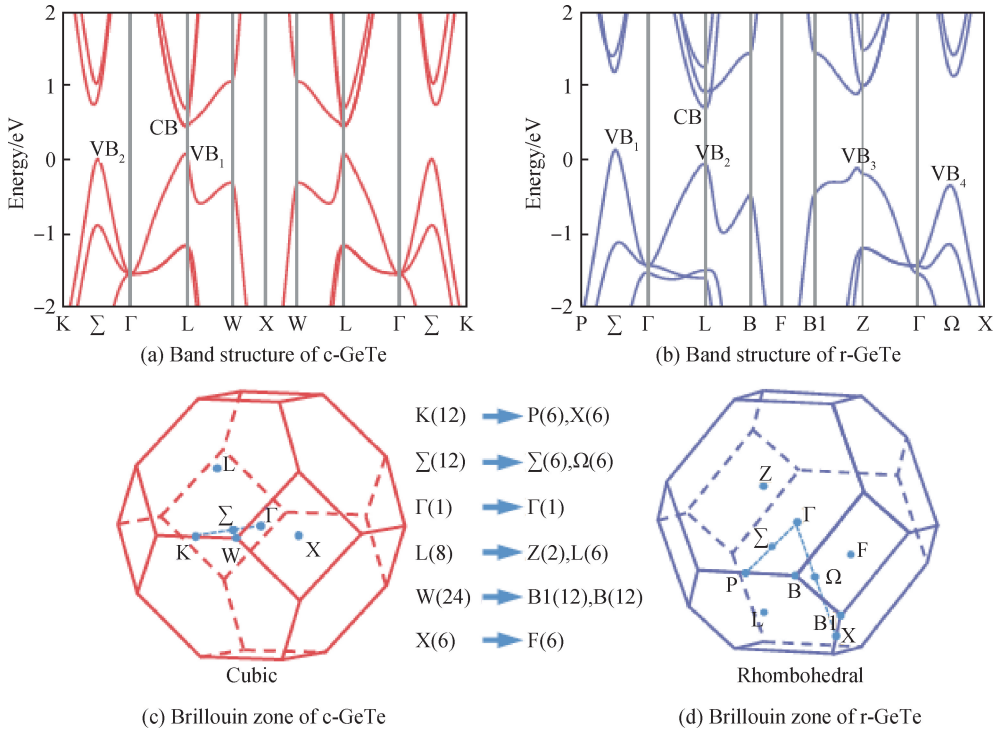 2
1
0
−1
−2
Energy/eV
VB2
CB
VB1
K Σ Γ L W X W L Γ Σ K
(a) Band structure of c-GeTe
2
1
0
−1
−2
Energy/eV
VB1
CB
VB2
VB3
VB4
P Σ Γ L B F B1 Z Γ Ω X
(b) Band structure of r-GeTe
L
Σ
Γ
K
W
X
Cubic
(c) Brillouin zone of c-GeTe
K(12) P(6),X(6)
Σ(12) Σ(6),Ω(6)
Γ(1) Γ(1)
L(8) Z(2),L(6)
W(24) B1(12),B(12)
X(6) F(6)
Z
Γ
Σ
F
P
B
Ω
L
B1
X
Rhombohedral
(d) Brillouin zone of r-GeTe